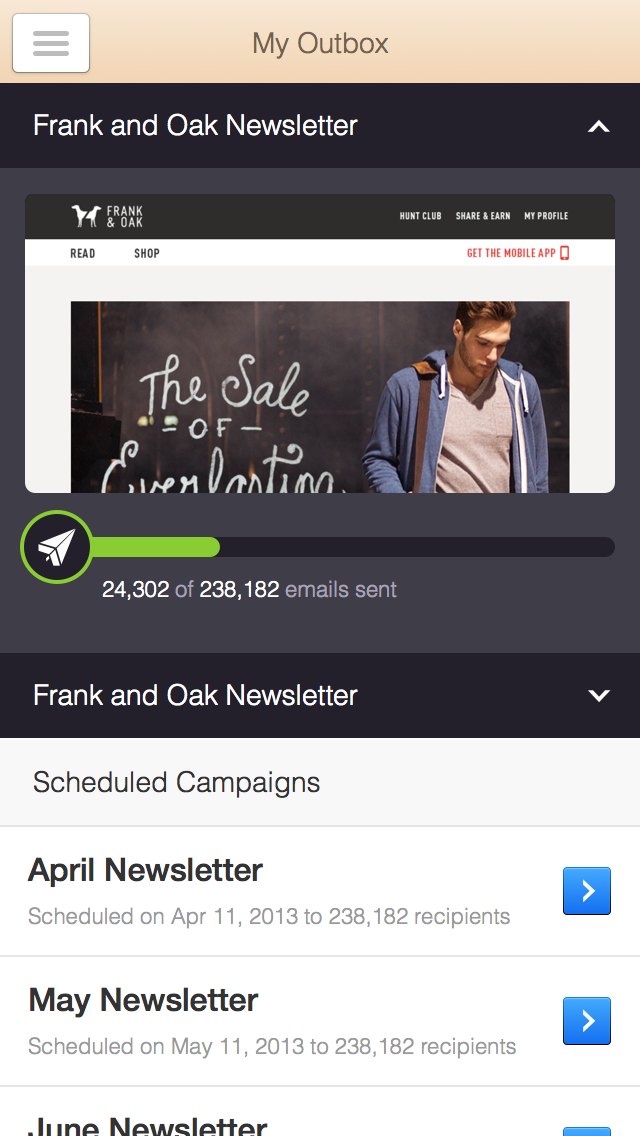 My Outbox
Frank and Oak Newsletter
FRANK
& OAK
HUNT CLUB SHARE & EARN MY PROFILE
READ SHOP GET THE MOBILE APP
The Sale
- OF -
Everlasting
24,302 of 238,182 emails sent
Frank and Oak Newsletter
Scheduled Campaigns
April Newsletter
Scheduled on Apr 11, 2013 to 238,182 recipients
May Newsletter
Scheduled on May 11, 2013 to 238,182 recipients
June Newsletter